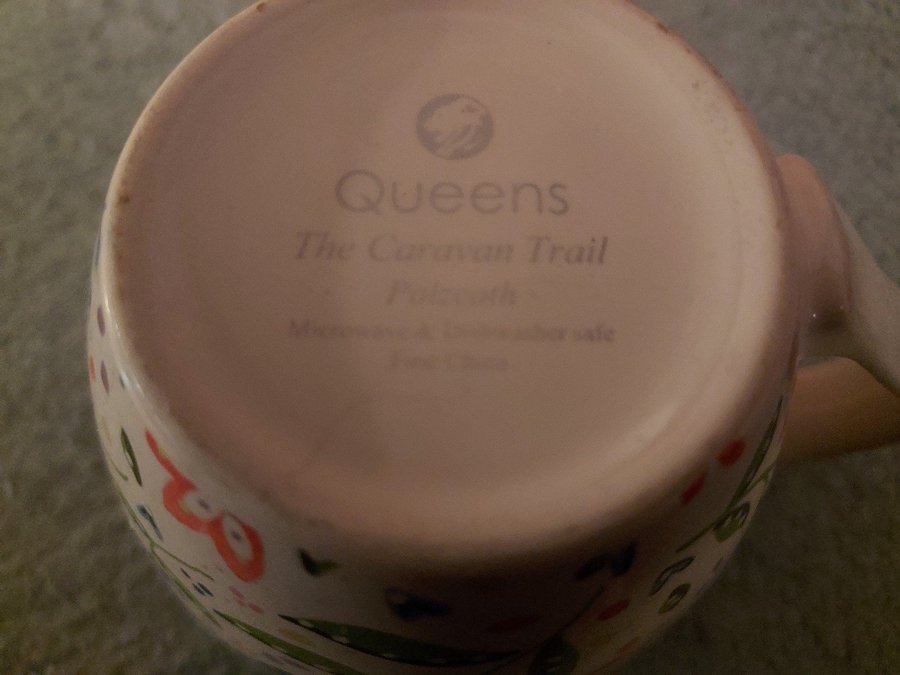 Queens
The Caravan Trail
Polzeath
Microwave & Dishwasher safe
Fine China